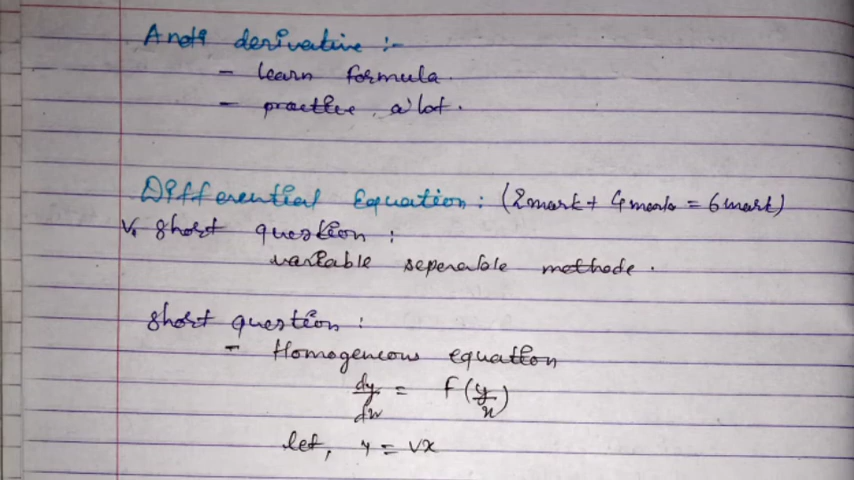 Anti derivative :-
- learn formula.
- practice a lot.
Differential Equation: (2mark + 4mark = 6mark)
V. short question :
variable seperable methode.
short question :
- Homogeneous equation
dy/dx = F(y/x)
let, y = vx